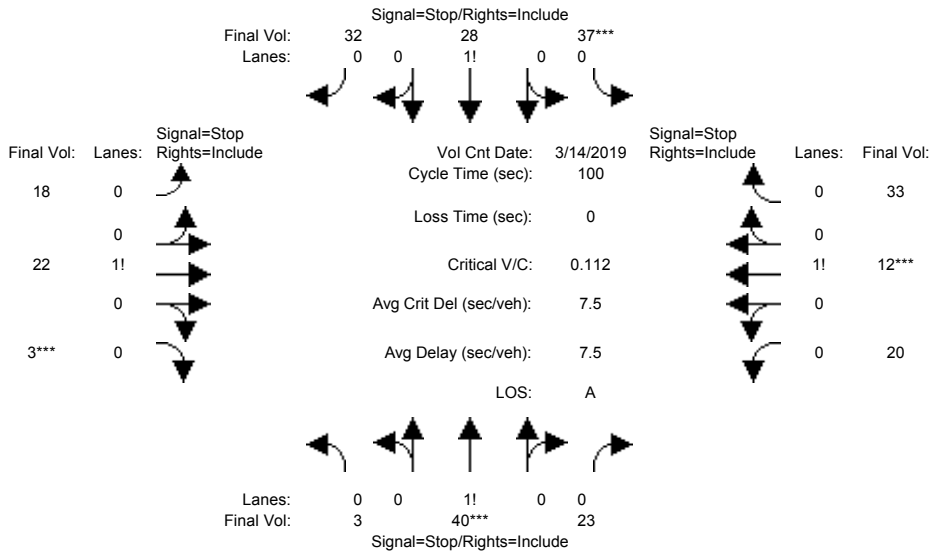 Signal=Stop/Rights=Include
Final Vol: 32 28 37***
Lanes: 0 0 1! 0 0
Signal=Stop Signal=Stop
Final Vol: Lanes: Rights=Include Vol Cnt Date: 3/14/2019 Rights=Include Lanes: Final Vol:
Cycle Time (sec): 100
18 0 0 33
Loss Time (sec): 0
0 0
22 1! Critical V/C: 0.112 1! 12***
0 Avg Crit Del (sec/veh): 7.5 0
3*** 0 Avg Delay (sec/veh): 7.5 0 20
LOS: A
Lanes: 0 0 1! 0 0
Final Vol: 3 40*** 23
Signal=Stop/Rights=Include